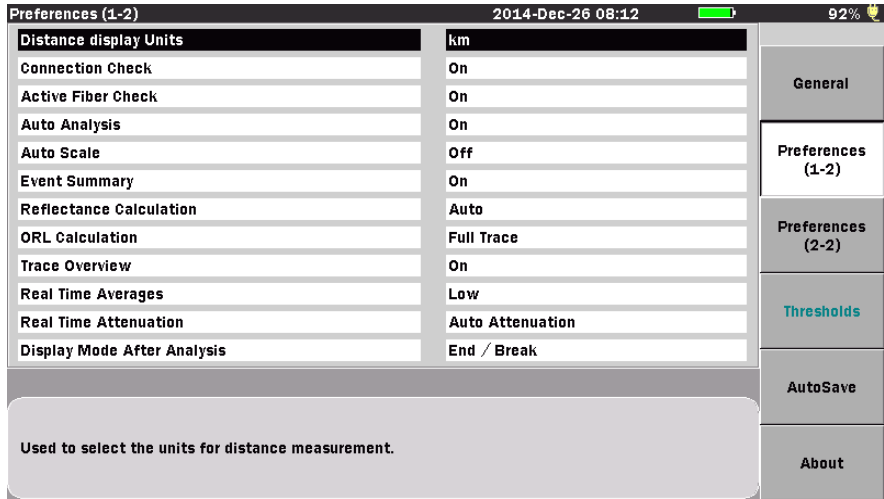 Preferences (1-2) 2014-Dec-26 08:12 92%
Distance display Units km
Connection Check On
Active Fiber Check On
Auto Analysis On
Auto Scale Off
Event Summary On
Reflectance Calculation Auto
ORL Calculation Full Trace
Trace Overview On
Real Time Averages Low
Real Time Attenuation Auto Attenuation
Display Mode After Analysis End / Break
Used to select the units for distance measurement.
General
Preferences
(1-2)
Preferences
(2-2)
Thresholds
AutoSave
About